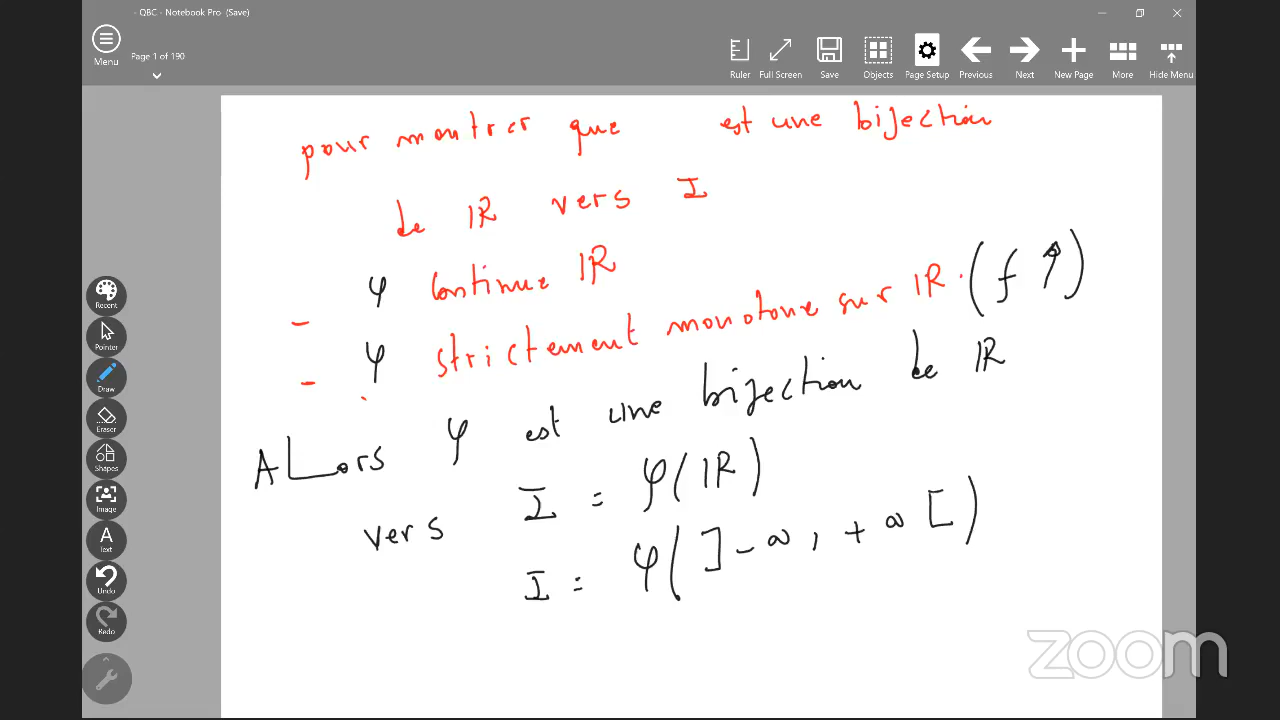 - QBC - Notebook Pro (Save)
Menu
Page 1 of 190
Ruler
Full Screen
Save
Objects
Page Setup
Previous
Next
New Page
More
Hide Menu
Recent
Pointer
Draw
Eraser
Shapes
Image
Text
Undo
Redo
pour montrer que est une bijection
de IR vers I
- φ continue IR
- φ strictement monotone sur IR. (f ↑)
Alors φ est une bijection de IR
vers I = φ(IR)
I = φ(]-∞, +∞[)
zoom